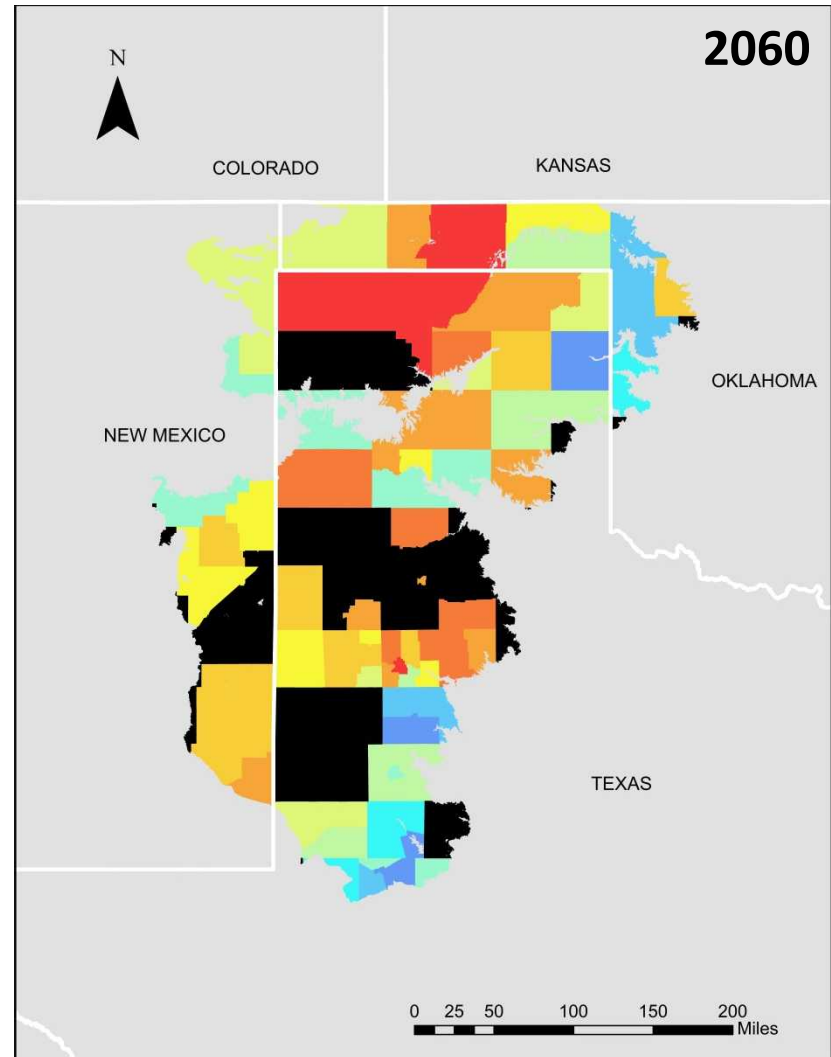 2060
N
COLORADO
KANSAS
OKLAHOMA
NEW MEXICO
TEXAS
0 25 50 100 150 200
Miles